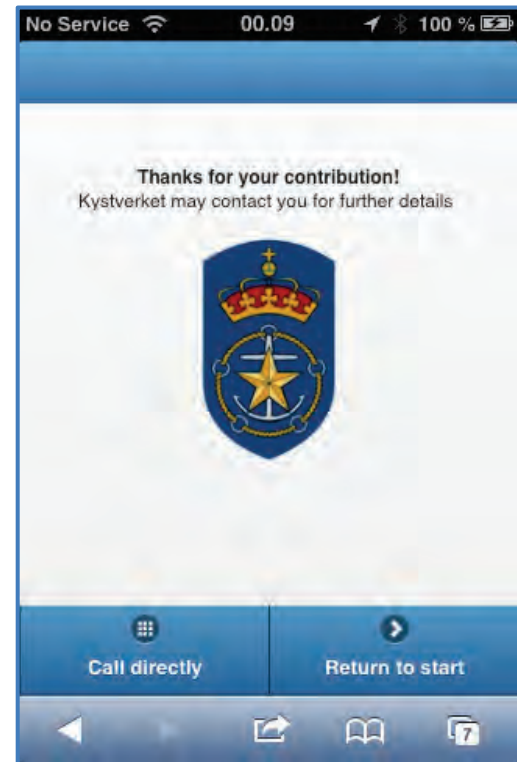 No Service 00.09 100 %
Thanks for your contribution!
Kystverket may contact you for further details
Call directly Return to start
7